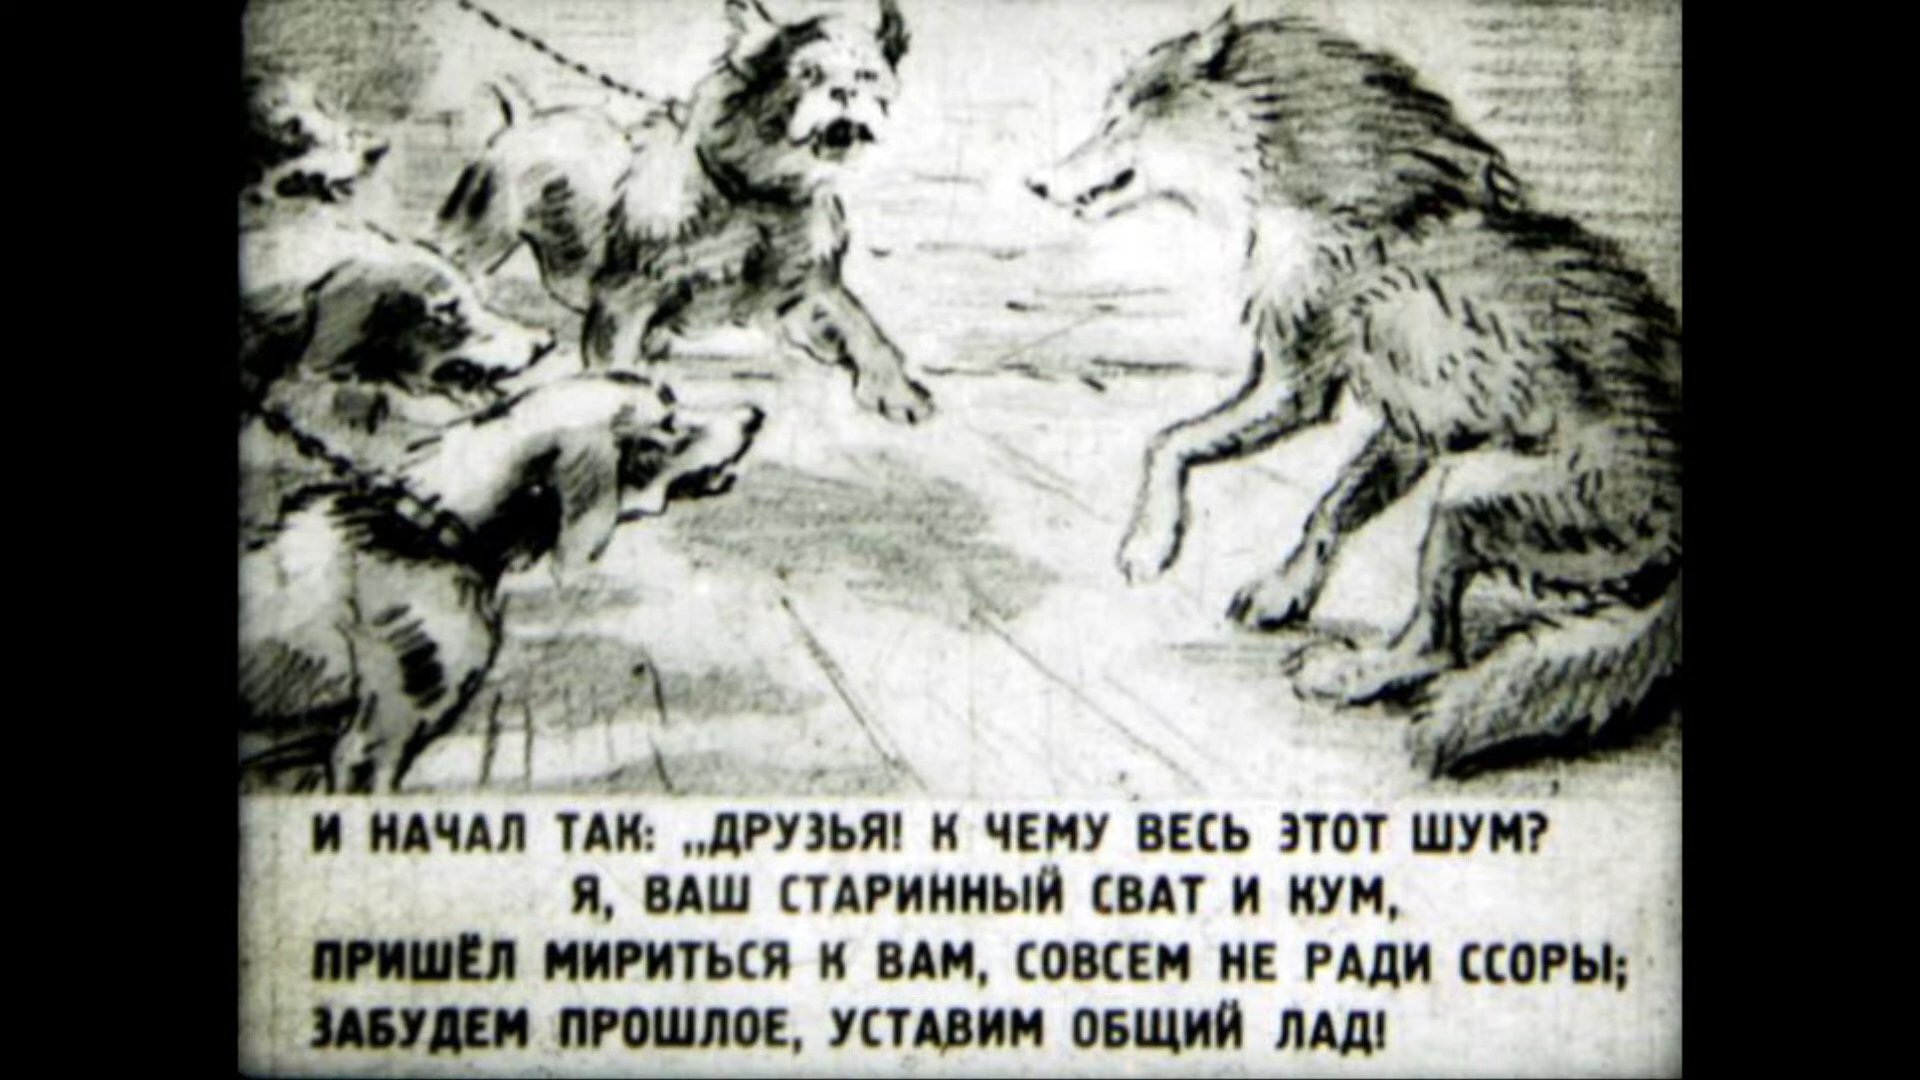 И НАЧАЛ ТАК: „ДРУЗЬЯ! К ЧЕМУ ВЕСЬ ЭТОТ ШУМ?
Я, ВАШ СТАРИННЫЙ СВАТ И КУМ,
ПРИШЁЛ МИРИТЬСЯ К ВАМ, СОВСЕМ НЕ РАДИ ССОРЫ;
ЗАБУДЕМ ПРОШЛОЕ, УСТАВИМ ОБЩИЙ ЛАД!